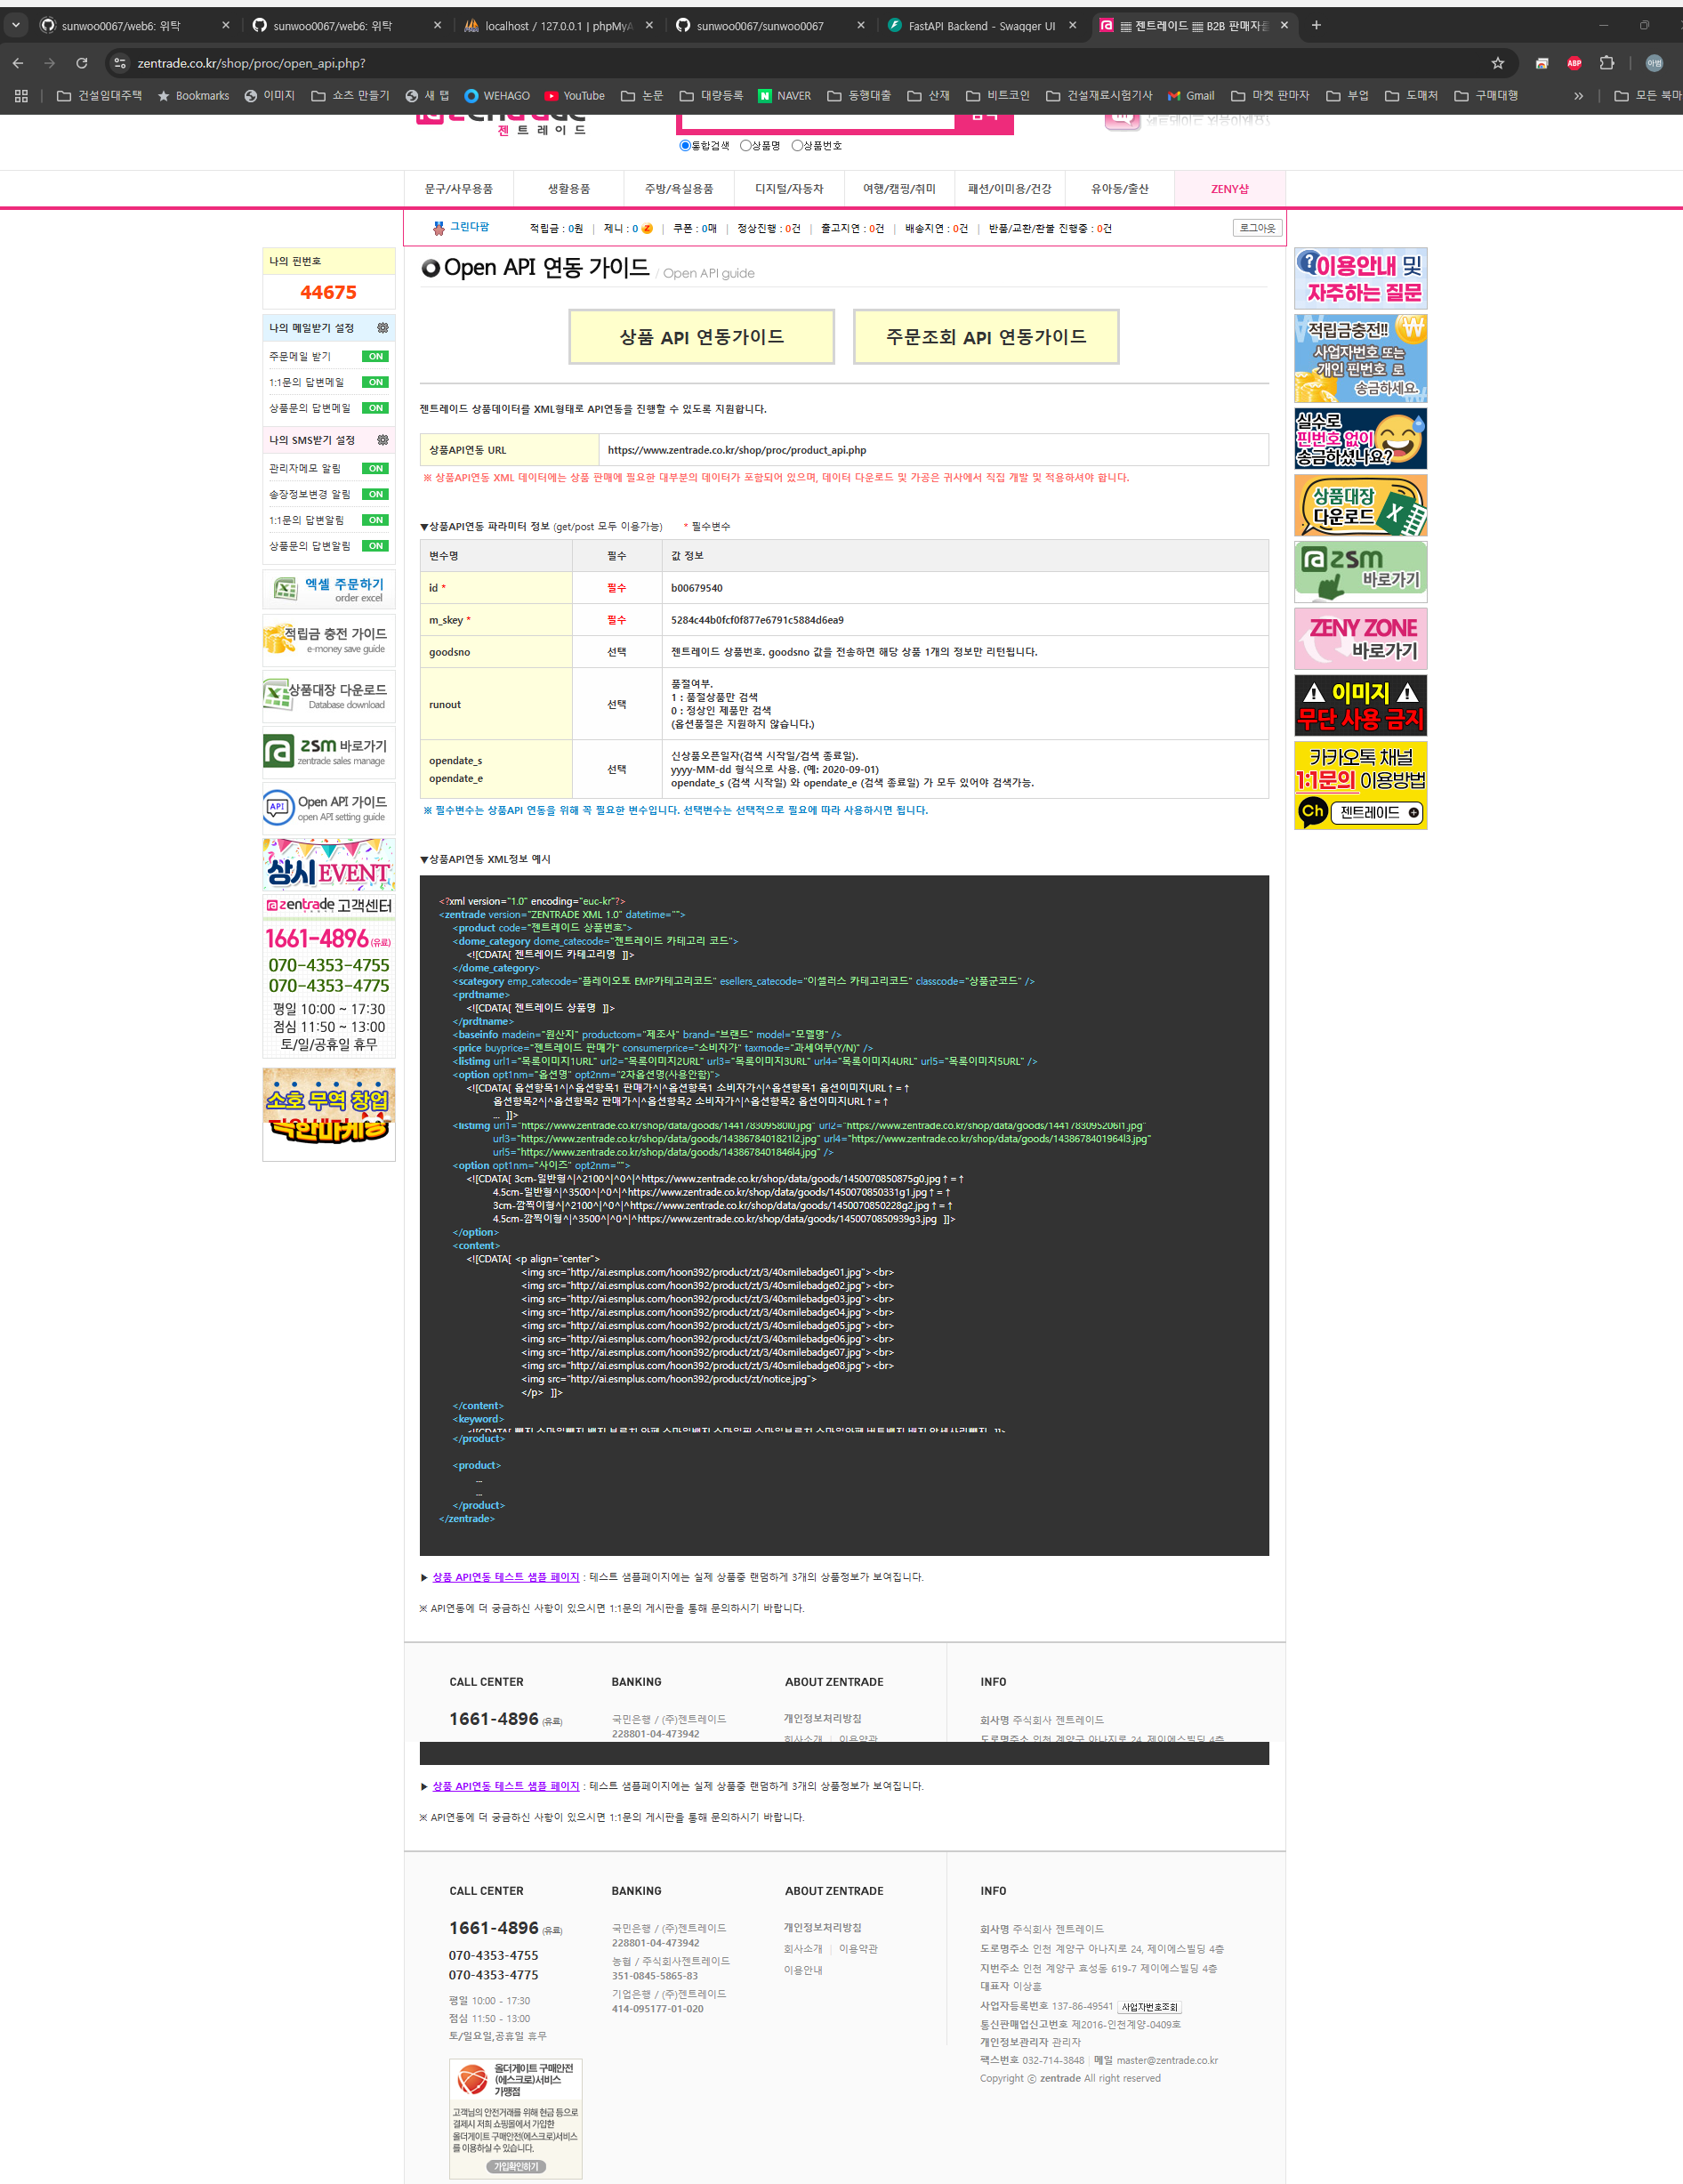 sunwoo0067/web6: 위탁
sunwoo0067/web6: 위탁
localhost / 127.0.0.1 | phpMyA
sunwoo0067/sunwoo0067
FastAPI Backend - Swagger UI
젠트레이드 ▤ B2B 판매자를
zentrade.co.kr/shop/proc/open_api.php?
건설임대주택
Bookmarks
이미지
쇼츠 만들기
새 탭
WEHAGO
YouTube
논문
대량등록
NAVER
동행대출
산재
비트코인
건설재료시험기사
Gmail
마켓 판마자
부업
도매처
구매대행
모든 북마
젠트레이드
통합검색 상품명 상품번호
문구/사무용품
생활용품
주방/욕실용품
디지털/자동차
여행/캠핑/취미
패션/이미용/건강
유아동/출산
ZENY샵
그린다팜
적립금 : 0원 | 제니 : 0 | 쿠폰 : 0매 | 정상진행 : 0건 | 출고지연 : 0건 | 배송지연 : 0건 | 반품/교환/환불 진행중 : 0건
로그아웃
나의 핀번호
44675
나의 메일받기 설정
주문메일 받기 ON
1:1문의 답변메일 ON
상품문의 답변메일 ON
나의 SMS받기 설정
관리자메모 알림 ON
송장정보변경 알림 ON
1:1문의 답변알림 ON
상품문의 답변알림 ON
엑셀 주문하기
order excel
적립금 충전 가이드
e-money save guide
상품대장 다운로드
Database download
zsm 바로가기
zentrade sales manage
API
Open API 가이드
open API setting guide
상시EVENT
zentrade 고객센터
1661-4896 (유료)
070-4353-4755
070-4353-4775
평일 10:00 ~ 17:30
점심 11:50 ~ 13:00
토/일/공휴일 휴무
소호 무역 창업
Open API 연동 가이드 / Open API guide
상품 API 연동가이드
주문조회 API 연동가이드
젠트레이드 상품데이터를 XML형태로 API연동을 진행할 수 있도록 지원합니다.
상품API연동 URL
https://www.zentrade.co.kr/shop/proc/product_api.php
※ 상품API연동 XML 데이터에는 상품 판매에 필요한 대부분의 데이터가 포함되어 있으며, 데이터 다운로드 및 가공은 귀사에서 직접 개발 및 적용하셔야 합니다.
▼상품API연동 파라미터 정보 (get/post 모두 이용가능) * 필수변수
변수명 필수 값 정보
id * 필수 b00679540
m_skey * 필수 5284c44b0fcf0f877e6791c5884d6ea9
goodsno 선택 젠트레이드 상품번호. goodsno 값을 전송하면 해당 상품 1개의 정보만 리턴됩니다.
runout 선택
품절여부.
1 : 품절상품만 검색
0 : 정상인 제품만 검색
(옵션품절은 지원하지 않습니다.)
opendate_s
opendate_e
선택
신상품오픈일자(검색 시작일/검색 종료일).
yyyy-MM-dd 형식으로 사용. (예: 2020-09-01)
opendate_s (검색 시작일) 와 opendate_e (검색 종료일) 가 모두 있어야 검색가능.
※ 필수변수는 상품API 연동을 위해 꼭 필요한 변수입니다. 선택변수는 선택적으로 필요에 따라 사용하시면 됩니다.
▼상품API연동 XML정보 예시
<?xml version="1.0" encoding="euc-kr"?>
<zentrade version="ZENTRADE XML 1.0" datetime="">
<product code="젠트레이드 상품번호">
<dome_category dome_catecode="젠트레이드 카테고리 코드">
<![CDATA[ 젠트레이드 카테고리명 ]]>
</dome_category>
<scategory emp_catecode="플레이오토 EMP카테고리코드" esellers_catecode="이셀러스 카테고리코드" classcode="상품군코드" />
<prdtname>
<![CDATA[ 젠트레이드 상품명 ]]>
</prdtname>
<baseinfo madein="원산지" productcom="제조사" brand="브랜드" model="모델명" />
<price buyprice="젠트레이드 판매가" consumerprice="소비자가" taxmode="과세여부(Y/N)" />
<listimg url1="목록이미지1URL" url2="목록이미지2URL" url3="목록이미지3URL" url4="목록이미지4URL" url5="목록이미지5URL" />
<option opt1nm="옵션명" opt2nm="2차옵션명(사용안함)">
<![CDATA[ 옵션항목1^|^옵션항목1 판매가^|^옵션항목1 소비자가^|^옵션항목1 옵션이미지URL↑=↑
옵션항목2^|^옵션항목2 판매가^|^옵션항목2 소비자가^|^옵션항목2 옵션이미지URL↑=↑
... ]]>
<listimg url1="https://www.zentrade.co.kr/shop/data/goods/1441783095810l0.jpg" url2="https://www.zentrade.co.kr/shop/data/goods/1441783095206l1.jpg"
url3="https://www.zentrade.co.kr/shop/data/goods/1438678401821l2.jpg" url4="https://www.zentrade.co.kr/shop/data/goods/1438678401964l3.jpg"
url5="https://www.zentrade.co.kr/shop/data/goods/1438678401846l4.jpg" />
<option opt1nm="사이즈" opt2nm="">
<![CDATA[ 3cm-일반형^|^2100^|^0^|^https://www.zentrade.co.kr/shop/data/goods/1450070850875g0.jpg↑=↑
4.5cm-일반형^|^3500^|^0^|^https://www.zentrade.co.kr/shop/data/goods/1450070850331g1.jpg↑=↑
3cm-깜찍이형^|^2100^|^0^|^https://www.zentrade.co.kr/shop/data/goods/1450070850228g2.jpg↑=↑
4.5cm-깜찍이형^|^3500^|^0^|^https://www.zentrade.co.kr/shop/data/goods/1450070850939g3.jpg ]]>
</option>
<content>
<![CDATA[ <p align="center">
<img src="http://ai.esmplus.com/hoon392/product/zt/3/40smilebadge01.jpg"><br>
<img src="http://ai.esmplus.com/hoon392/product/zt/3/40smilebadge02.jpg"><br>
<img src="http://ai.esmplus.com/hoon392/product/zt/3/40smilebadge03.jpg"><br>
<img src="http://ai.esmplus.com/hoon392/product/zt/3/40smilebadge04.jpg"><br>
<img src="http://ai.esmplus.com/hoon392/product/zt/3/40smilebadge05.jpg"><br>
<img src="http://ai.esmplus.com/hoon392/product/zt/3/40smilebadge06.jpg"><br>
<img src="http://ai.esmplus.com/hoon392/product/zt/3/40smilebadge07.jpg"><br>
<img src="http://ai.esmplus.com/hoon392/product/zt/3/40smilebadge08.jpg"><br>
<img src="http://ai.esmplus.com/hoon392/product/zt/notice.jpg">
</p> ]]>
</content>
<keyword>
</product>
<product>
...
...
</product>
</zentrade>
▶ 상품 API연동 테스트 샘플 페이지 : 테스트 샘플페이지에는 실제 상품중 랜덤하게 3개의 상품정보가 보여집니다.
※ API연동에 더 궁금하신 사항이 있으시면 1:1문의 게시판을 통해 문의하시기 바랍니다.
CALL CENTER
1661-4896 (유료)
BANKING
국민은행 / (주)젠트레이드
228801-04-473942
ABOUT ZENTRADE
개인정보처리방침
회사소개 | 이용약관
INFO
회사명 주식회사 젠트레이드
도로명주소 인천 계양구 아나지로 24, 제이에스빌딩 4층
▶ 상품 API연동 테스트 샘플 페이지 : 테스트 샘플페이지에는 실제 상품중 랜덤하게 3개의 상품정보가 보여집니다.
※ API연동에 더 궁금하신 사항이 있으시면 1:1문의 게시판을 통해 문의하시기 바랍니다.
CALL CENTER
1661-4896 (유료)
070-4353-4755
070-4353-4775
평일 10:00 - 17:30
점심 11:50 - 13:00
토/일요일,공휴일 휴무
올더게이트 구매안전
(에스크로)서비스
가맹점
고객님의 안전거래를 위해 현금 등으로
결제시 저희 쇼핑몰에서 가입한
올더게이트 구매안전(에스크로)서비스
를 이용하실 수 있습니다.
가입확인하기
BANKING
국민은행 / (주)젠트레이드
228801-04-473942
농협 / 주식회사젠트레이드
351-0845-5865-83
기업은행 / (주)젠트레이드
414-095177-01-020
ABOUT ZENTRADE
개인정보처리방침
회사소개 | 이용약관
이용안내
INFO
회사명 주식회사 젠트레이드
도로명주소 인천 계양구 아나지로 24, 제이에스빌딩 4층
지번주소 인천 계양구 효성동 619-7 제이에스빌딩 4층
대표자 이상훈
사업자등록번호 137-86-49541 사업자번호조회
통신판매업신고번호 제2016-인천계양-0409호
개인정보관리자 관리자
팩스번호 032-714-3848 | 메일 master@zentrade.co.kr
Copyright ⓒ zentrade All right reserved
이용안내 및
자주하는 질문
적립금충전!!
사업자번호 또는
개인 핀번호 로
송금하세요
실수로
핀번호 없이
송금하셨나요?
상품대장
다운로드
zsm
바로가기
ZENY ZONE
바로가기
이미지
무단 사용 금지
카카오톡 채널
1:1문의 이용방법
Ch 젠트레이드